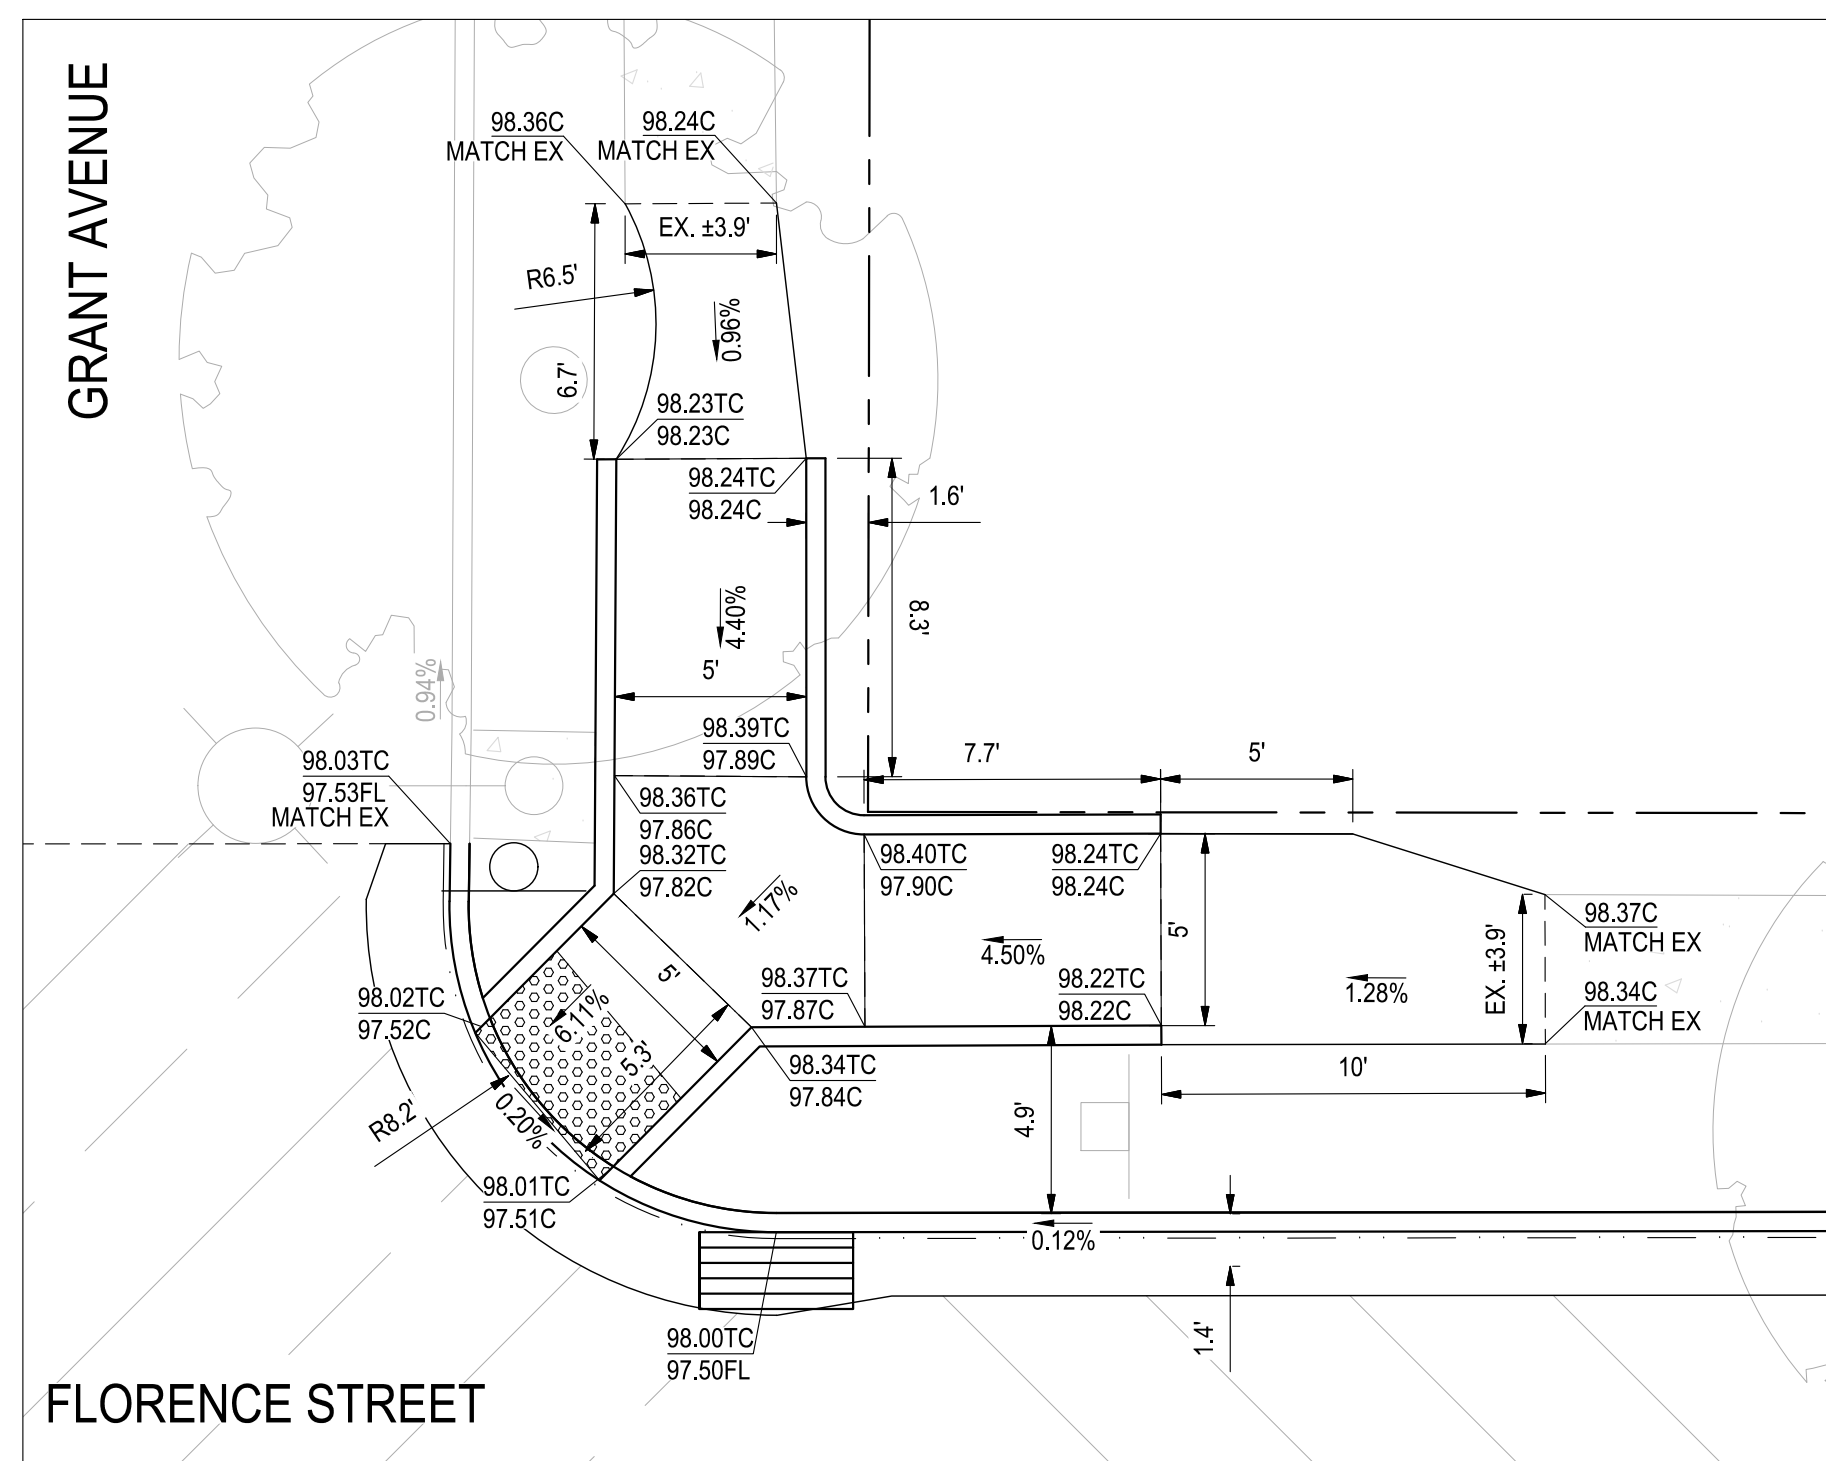 GRANT AVENUE
98.36C
MATCH EX
98.24C
MATCH EX
EX. ±3.9'
R6.5'
0.96%
6.7'
98.23TC
98.23C
98.24TC
98.24C
1.6'
4.40%
8.3'
5'
0.94%
98.39TC
97.89C
7.7'
5'
98.03TC
97.53FL
MATCH EX
98.36TC
97.86C
98.32TC
97.82C
98.40TC
97.90C
98.24TC
98.24C
1.17%
5'
4.50%
98.37C
MATCH EX
EX. ±3.9'
98.34C
MATCH EX
1.28%
5'
98.37TC
97.87C
98.22TC
98.22C
98.02TC
97.52C
6.11%
5.3'
98.34TC
97.84C
10'
R8.2'
0.20%
4.9'
98.01TC
97.51C
0.12%
98.00TC
97.50FL
1.4'
FLORENCE STREET